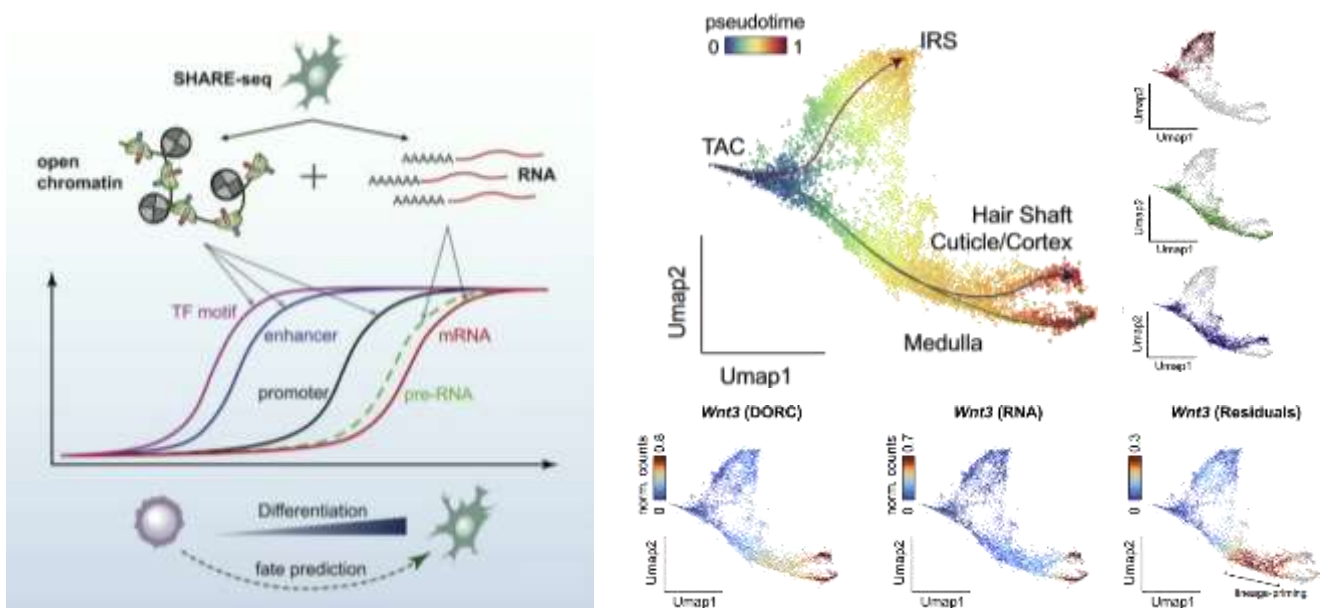 SHARE-seq
open
chromatin
+
AAAAAA
AAAAAA
AAAAAA
RNA
TF motif
enhancer
promoter
mRNA
pre-RNA
Differentiation
fate prediction
pseudotime
0 1
IRS
TAC
Hair Shaft
Cuticle/Cortex
Medulla
Umap2
Umap1
Umap2
Umap1
Umap2
Umap1
Umap2
Umap1
Wnt3 (DORC)
norm. counts
0 0.8
Umap2
Umap1
Wnt3 (RNA)
norm. counts
0 0.7
Umap2
Umap1
Wnt3 (Residuals)
0 0.3
Umap2
Umap1
lineage-priming